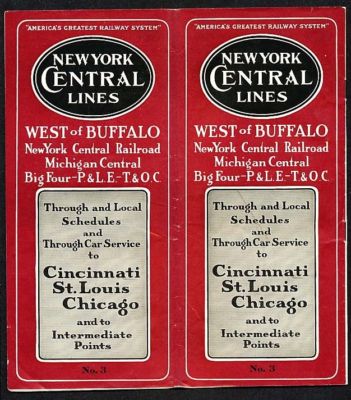 "AMERICA'S GREATEST RAILWAY SYSTEM"
NEW YORK
CENTRAL
LINES
WEST of BUFFALO
New York Central Railroad
Michigan Central
Big Four-P&L.E.-T&O.C.
Through and Local
Schedules
and
Through Car Service
to
Cincinnati
St. Louis
Chicago
and to
Intermediate
Points
No. 3
"AMERICA'S GREATEST RAILWAY SYSTEM"
NEW YORK
CENTRAL
LINES
WEST of BUFFALO
New York Central Railroad
Michigan Central
Big Four-P&L.E.-T&O.C.
Through and Local
Schedules
and
Through Car Service
to
Cincinnati
St. Louis
Chicago
and to
Intermediate
Points
No. 3